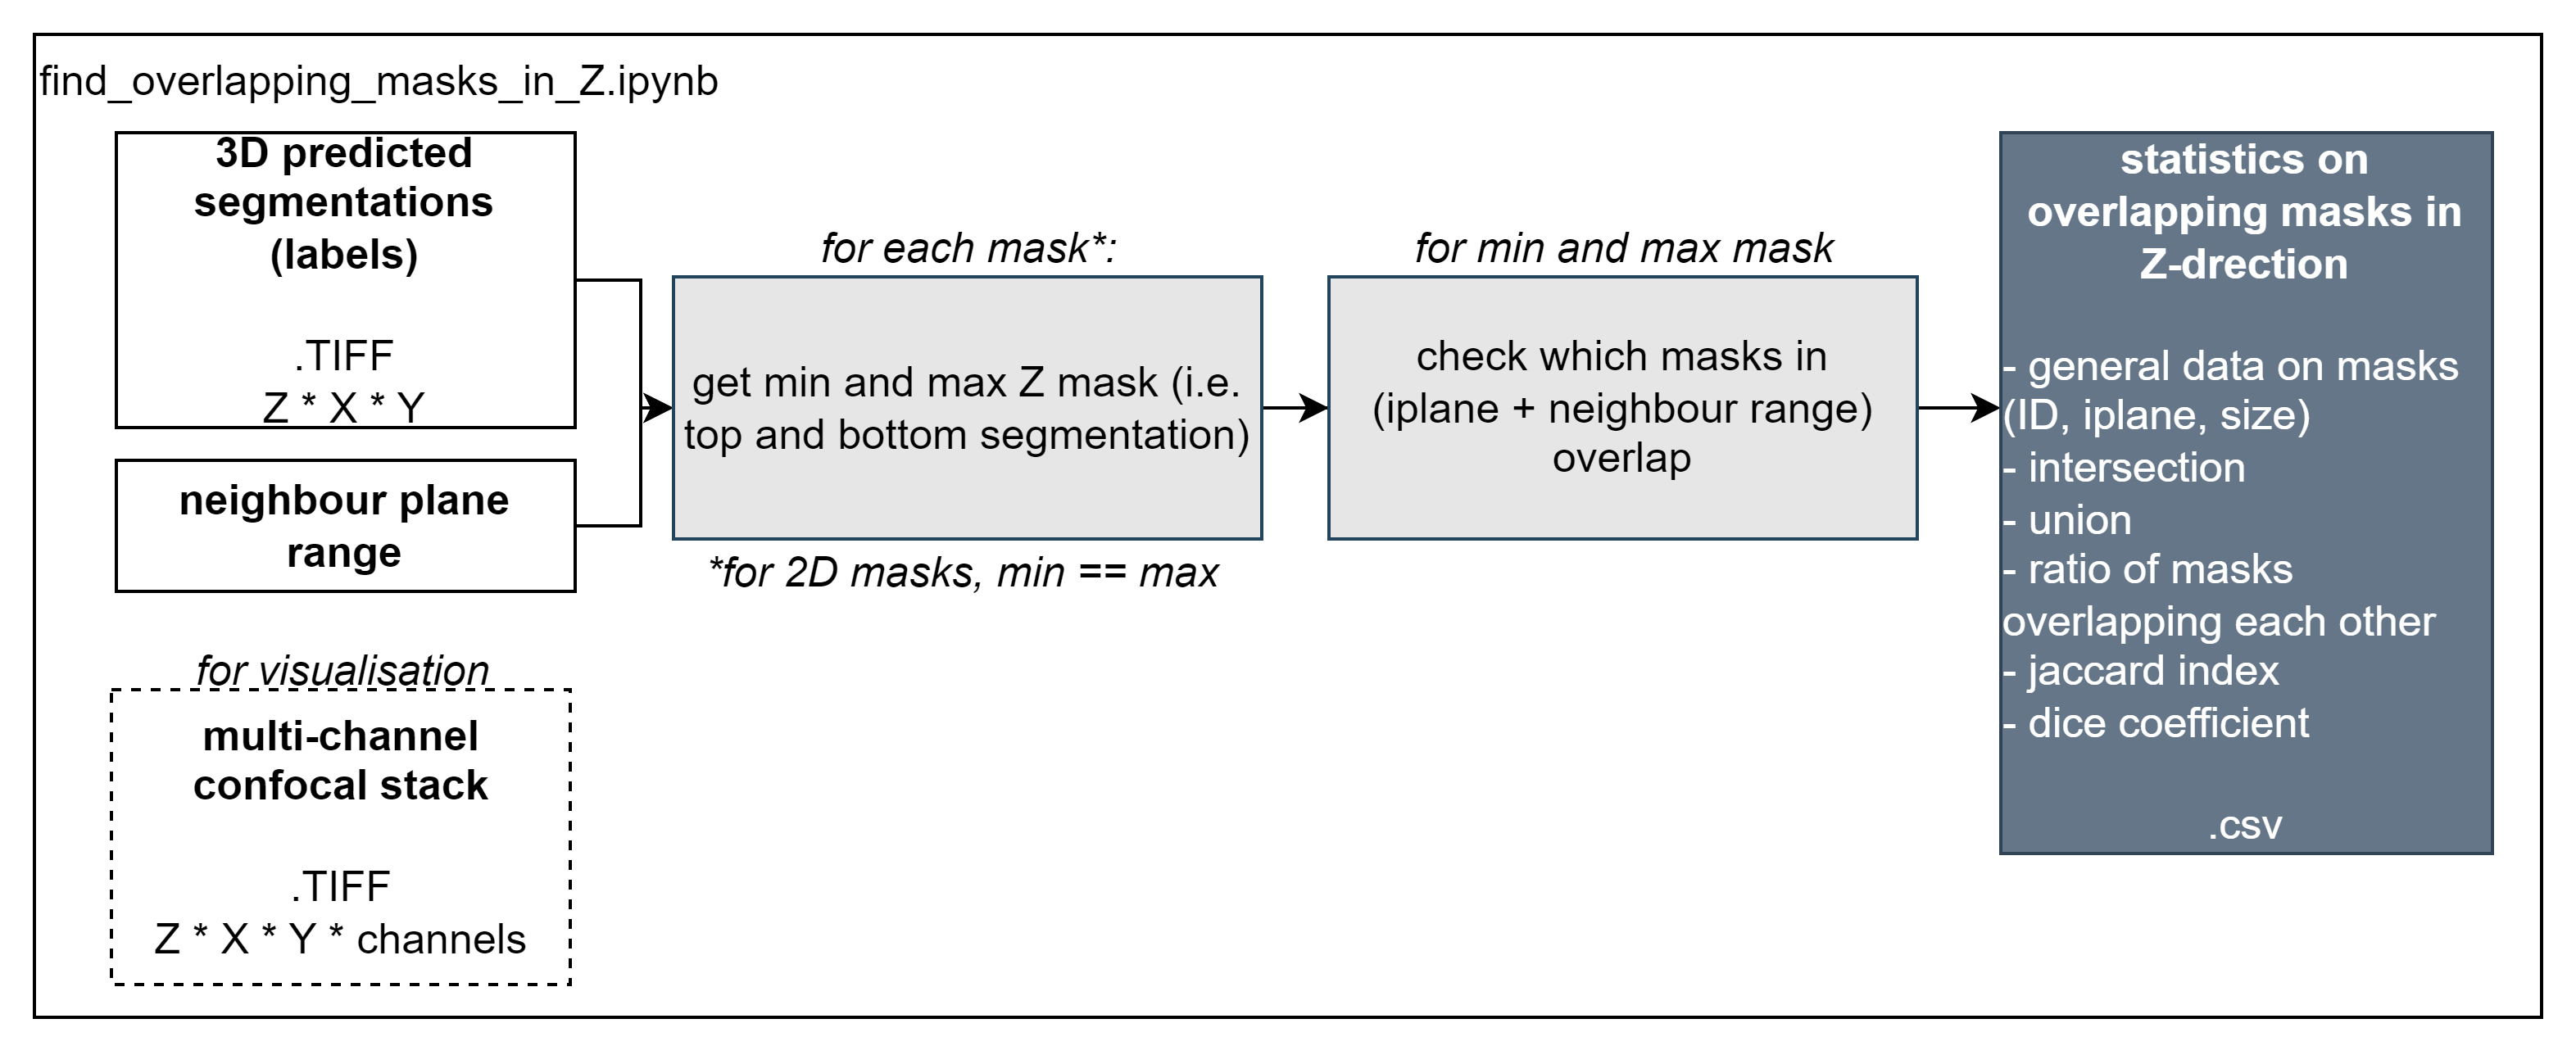 find_overlapping_masks_in_Z.ipynb
3D predicted
segmentations
(labels)
.TIFF
Z * X * Y
neighbour plane
range
for visualisation
multi-channel
confocal stack
.TIFF
Z * X * Y * channels
for each mask*:
get min and max Z mask (i.e.
top and bottom segmentation)
*for 2D masks, min == max
for min and max mask
check which masks in
(iplane + neighbour range)
overlap
statistics on
overlapping masks in
Z-drection
- general data on masks
(ID, iplane, size)
- intersection
- union
- ratio of masks
overlapping each other
- jaccard index
- dice coefficient
.csv